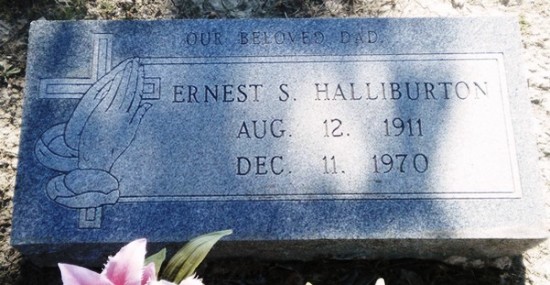 OUR BELOVED DAD
ERNEST S. HALLIBURTON
AUG. 12. 1911
DEC. 11. 1970